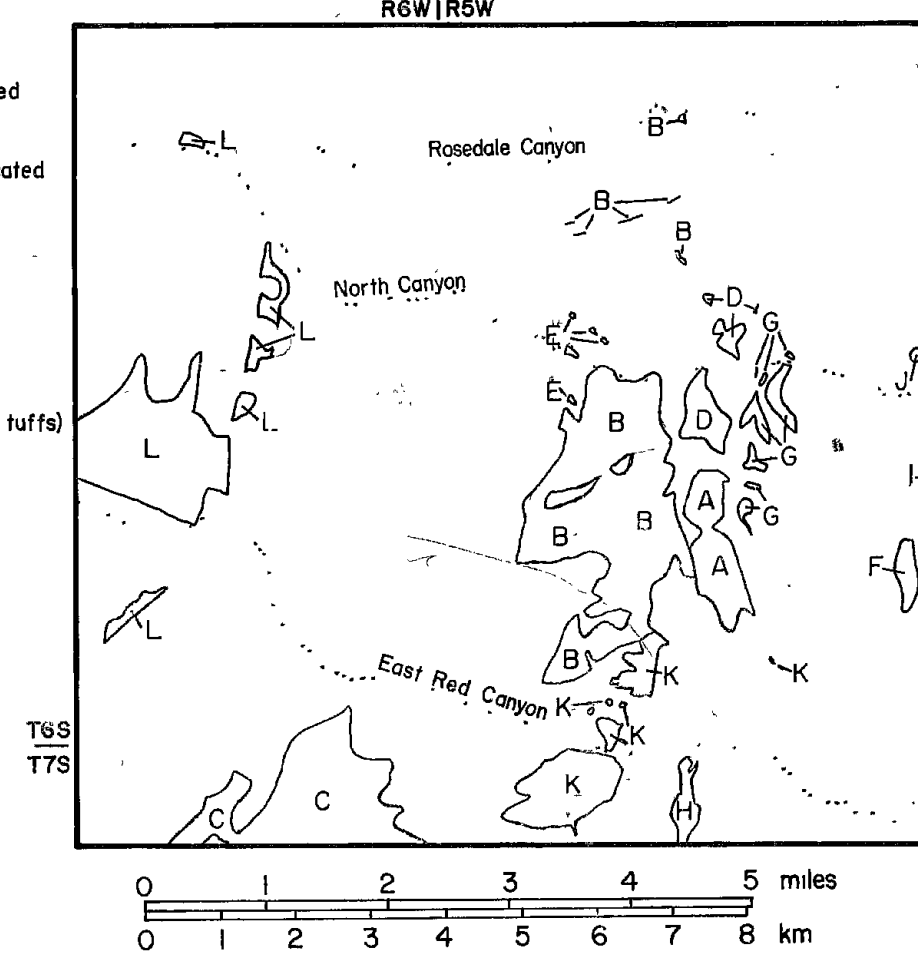 R6W|R5W
ed
L
B
Rosedale Canyon
ated
B
B
North Canyon
D
G
L
E
J
E
L
B
D
tuffs)
L
G
A
B
G
B
A
F
L
B
K
K
East Red Canyon
K
K
T6S
T7S
K
C
C
H
0 1 2 3 4 5 miles
0 1 2 3 4 5 6 7 8 km